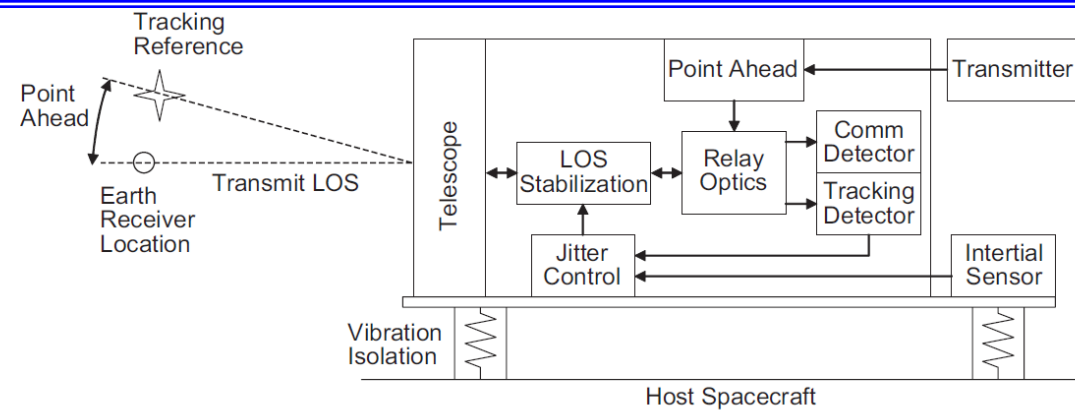 Tracking
Reference
Point
Ahead
Earth
Receiver
Location
Transmit LOS
Telescope
LOS
Stabilization
Jitter
Control
Point Ahead
Relay
Optics
Transmitter
Comm
Detector
Tracking
Detector
Intertial
Sensor
Vibration
Isolation
Host Spacecraft